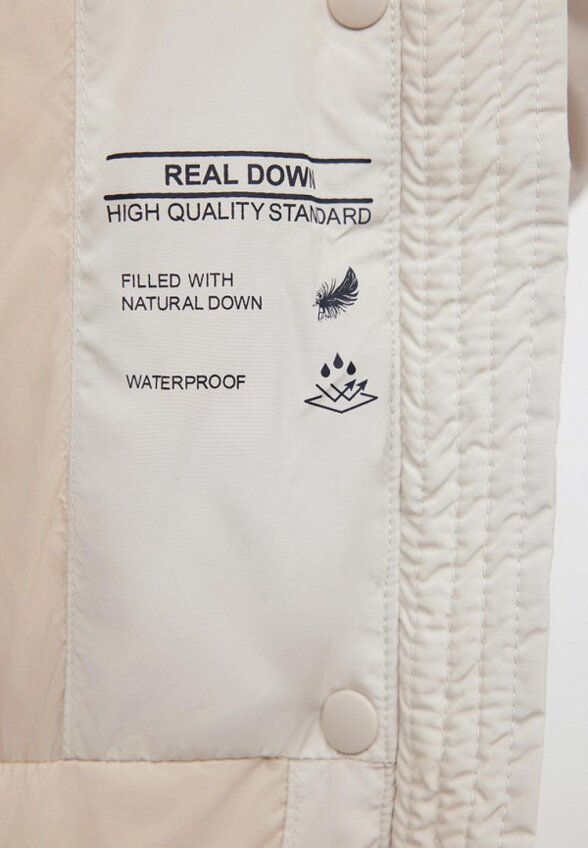 REAL DOWN
HIGH QUALITY STANDARD
FILLED WITH
NATURAL DOWN
WATERPROOF